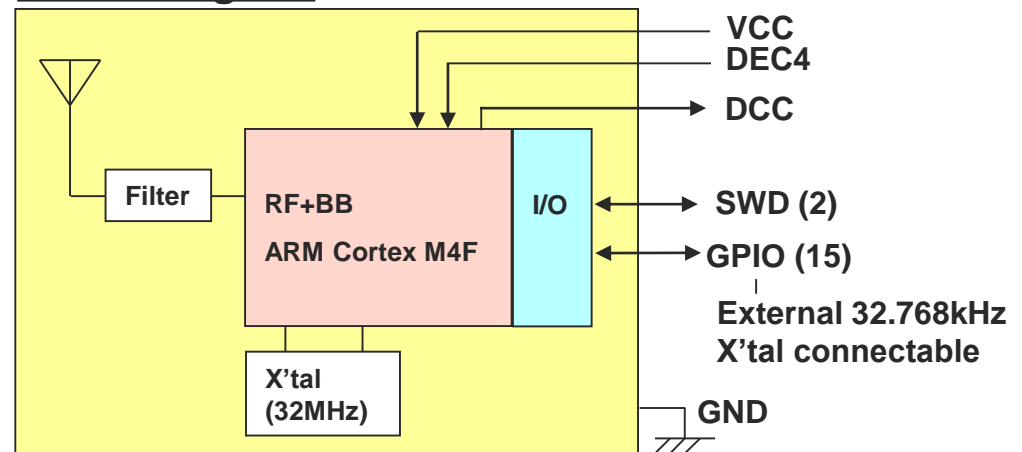 VCC
DEC4
DCC
Filter
RF+BB
ARM Cortex M4F
I/O
SWD (2)
GPIO (15)
External 32.768kHz
X'tal connectable
X'tal
(32MHz)
GND